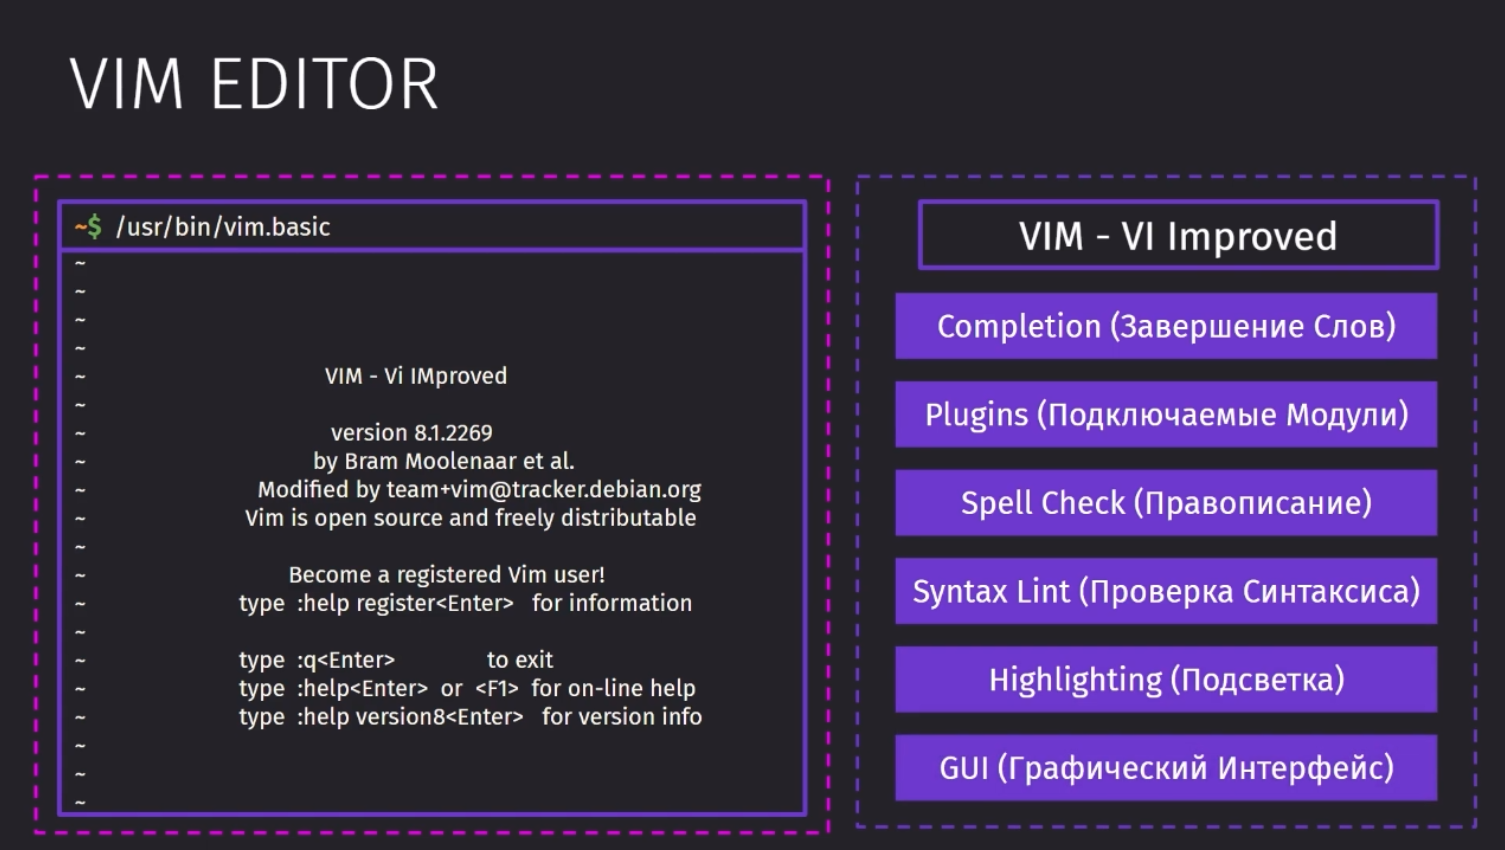 VIM EDITOR
~$ /usr/bin/vim.basic
~
~
~
~
~ VIM - Vi IMproved
~
~ version 8.1.2269
~ by Bram Moolenaar et al.
~ Modified by team+vim@tracker.debian.org
~ Vim is open source and freely distributable
~
~ Become a registered Vim user!
~ type :help register<Enter> for information
~
~ type :q<Enter> to exit
~ type :help<Enter> or <F1> for on-line help
~ type :help version8<Enter> for version info
~
~
~
VIM - VI Improved
Completion (Завершение Слов)
Plugins (Подключаемые Модули)
Spell Check (Правописание)
Syntax Lint (Проверка Синтаксиса)
Highlighting (Подсветка)
GUI (Графический Интерфейс)